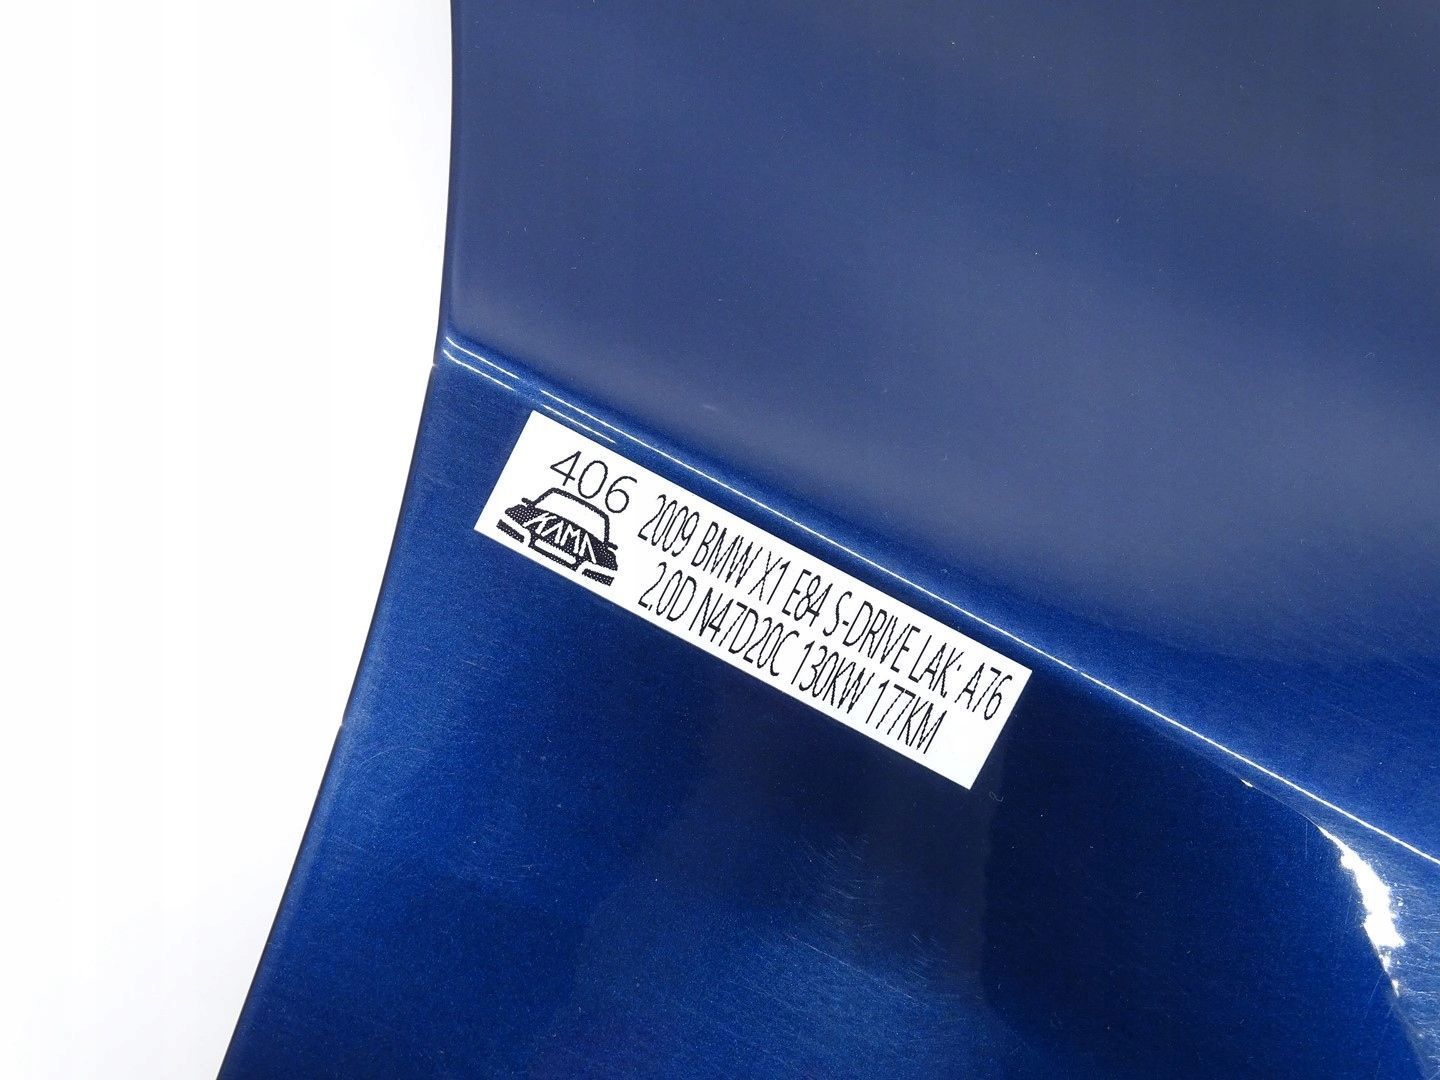 406
KAMA
2009 BMW X1 E84 S-DRIVE LAK: A76
2.0D N47D20C 130KW 177KM